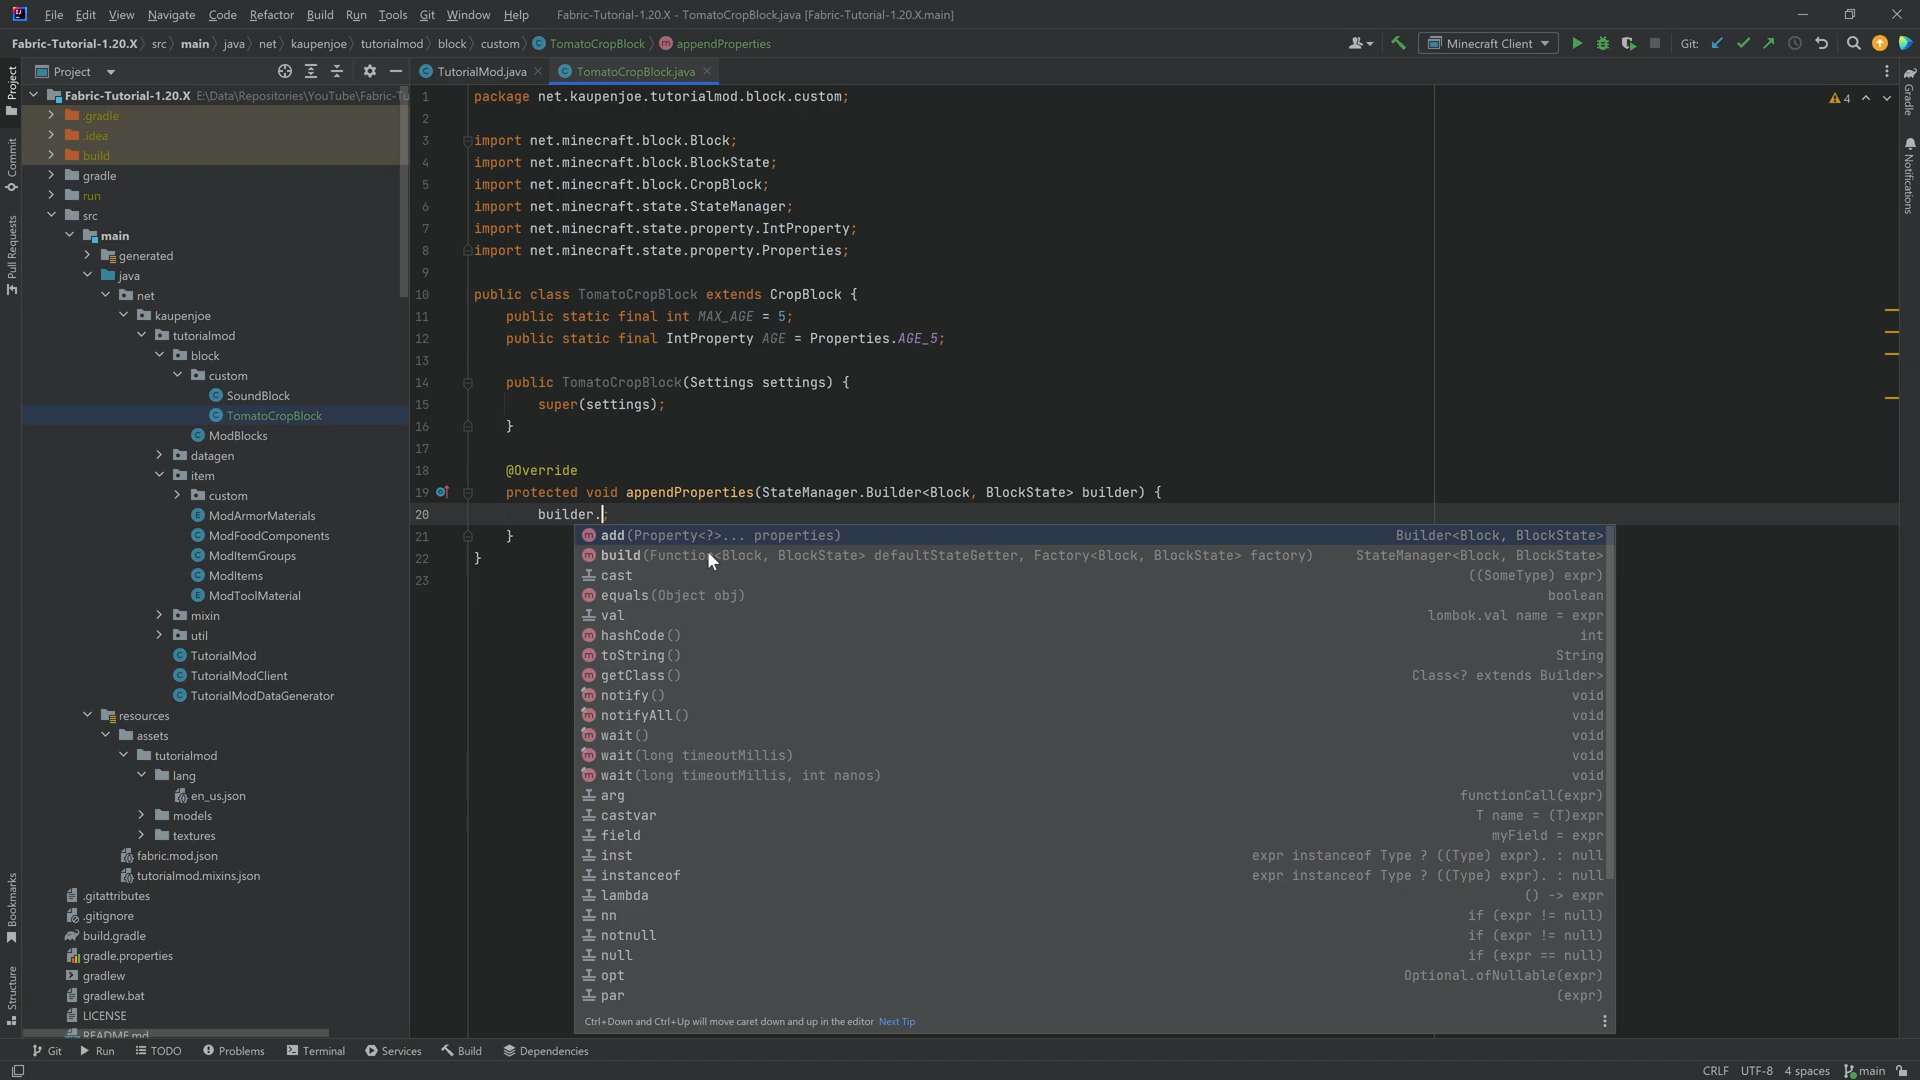 File Edit View Navigate Code Refactor Build Run Tools Git Window Help Fabric-Tutorial-1.20.X - TomatoCropBlock.java [Fabric-Tutorial-1.20.X.main]
Fabric-Tutorial-1.20.X src main java net kaupenjoe tutorialmod block custom TomatoCropBlock appendProperties Minecraft Client Git:
Project TutorialMod.java TomatoCropBlock.java
Project
Commit
Pull Requests
Bookmarks
Structure
Gradle
Notifications
Fabric-Tutorial-1.20.X E:\Data\Repositories\YouTube\Fabric-Tu
.gradle
.idea
build
gradle
run
src
main
generated
java
net
kaupenjoe
tutorialmod
block
custom
SoundBlock
TomatoCropBlock
ModBlocks
datagen
item
custom
ModArmorMaterials
ModFoodComponents
ModItemGroups
ModItems
ModToolMaterial
mixin
util
TutorialMod
TutorialModClient
TutorialModDataGenerator
resources
assets
tutorialmod
lang
en_us.json
models
textures
fabric.mod.json
tutorialmod.mixins.json
.gitattributes
.gitignore
build.gradle
gradle.properties
gradlew
gradlew.bat
LICENSE
README.md
4
1 package net.kaupenjoe.tutorialmod.block.custom;
2
3 import net.minecraft.block.Block;
4 import net.minecraft.block.BlockState;
5 import net.minecraft.block.CropBlock;
6 import net.minecraft.state.StateManager;
7 import net.minecraft.state.property.IntProperty;
8 import net.minecraft.state.property.Properties;
9
10 public class TomatoCropBlock extends CropBlock {
11 public static final int MAX_AGE = 5;
12 public static final IntProperty AGE = Properties.AGE_5;
13
14 public TomatoCropBlock(Settings settings) {
15 super(settings);
16 }
17
18 @Override
19 protected void appendProperties(StateManager.Builder<Block, BlockState> builder) {
20 builder.;
21 }
22 }
23
add(Property<?>... properties) Builder<Block, BlockState>
build(Function<Block, BlockState> defaultStateGetter, Factory<Block, BlockState> factory) StateManager<Block, BlockState>
cast ((SomeType) expr)
equals(Object obj) boolean
val lombok.val name = expr
hashCode() int
toString() String
getClass() Class<? extends Builder>
notify() void
notifyAll() void
wait() void
wait(long timeoutMillis) void
wait(long timeoutMillis, int nanos) void
arg functionCall(expr)
castvar T name = (T)expr
field myField = expr
inst expr instanceof Type ? ((Type) expr). : null
instanceof expr instanceof Type ? ((Type) expr). : null
lambda () -> expr
nn if (expr != null)
notnull if (expr != null)
null if (expr == null)
opt Optional.ofNullable(expr)
par (expr)
Ctrl+Down and Ctrl+Up will move caret down and up in the editor Next Tip
Git Run TODO Problems Terminal Services Build Dependencies
CRLF UTF-8 4 spaces main